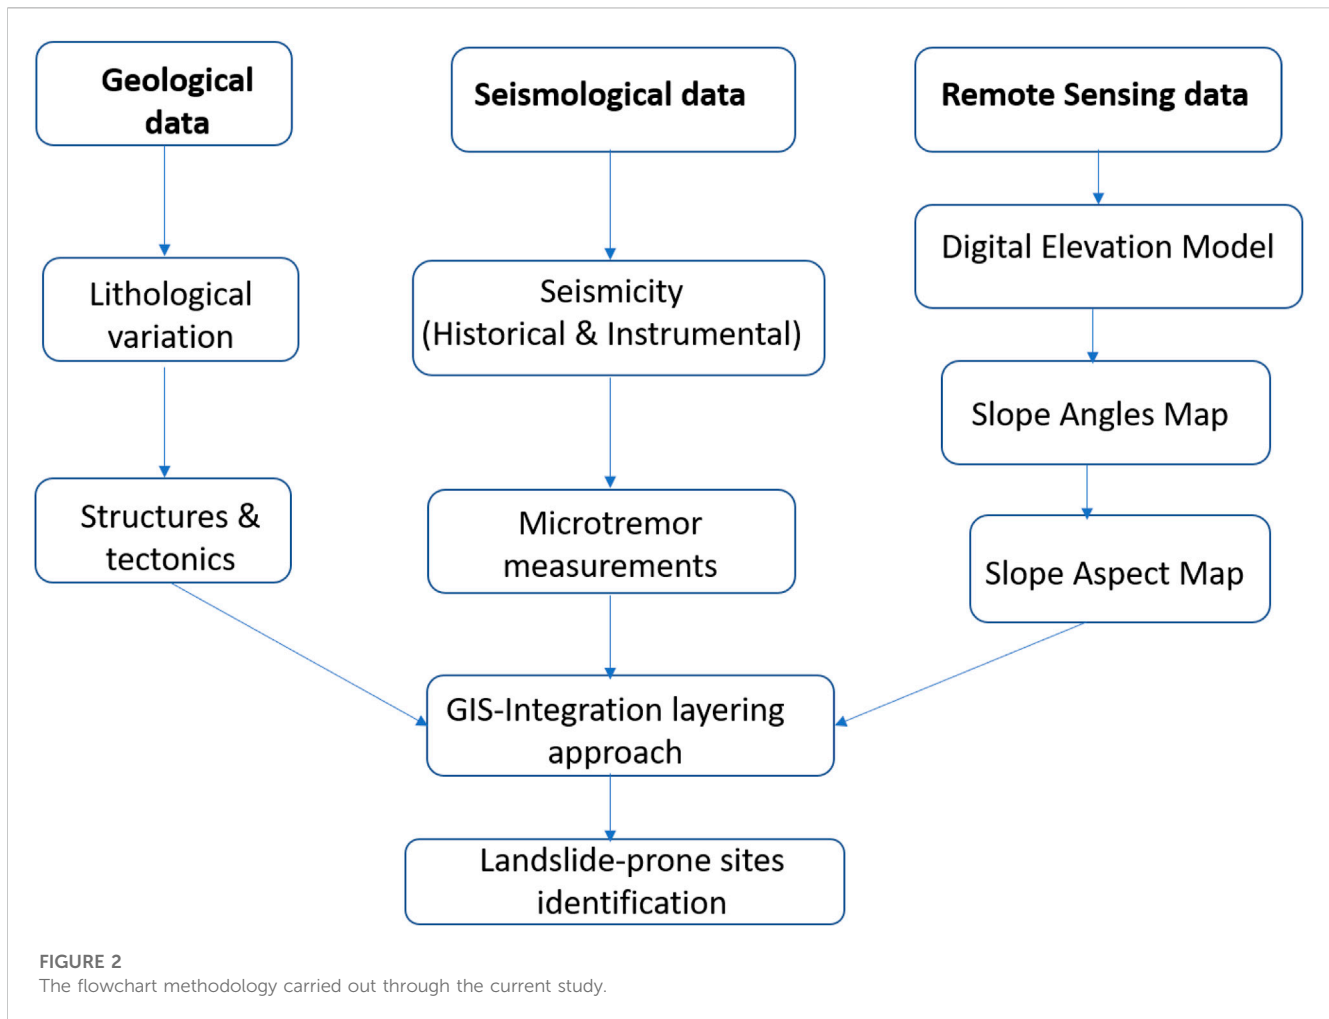 Geological
data
Seismological data
Remote Sensing data
Lithological
variation
Seismicity
(Historical & Instrumental)
Digital Elevation Model
Slope Angles Map
Structures &
tectonics
Microtremor
measurements
Slope Aspect Map
GIS-Integration layering
approach
Landslide-prone sites
identification
FIGURE 2
The flowchart methodology carried out through the current study.